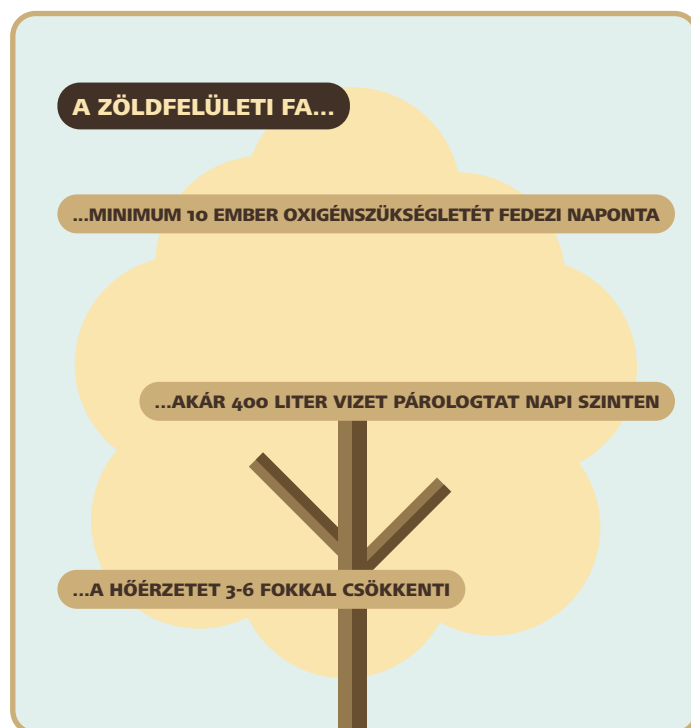 A ZÖLDFELÜLETI FA...
...MINIMUM 10 EMBER OXIGÉNSZÜKSÉGLETÉT FEDEZI NAPONTA
...AKÁR 400 LITER VIZET PÁROLOGTAT NAPI SZINTEN
...A HŐÉRZETET 3-6 FOKKAL CSÖKKENTI